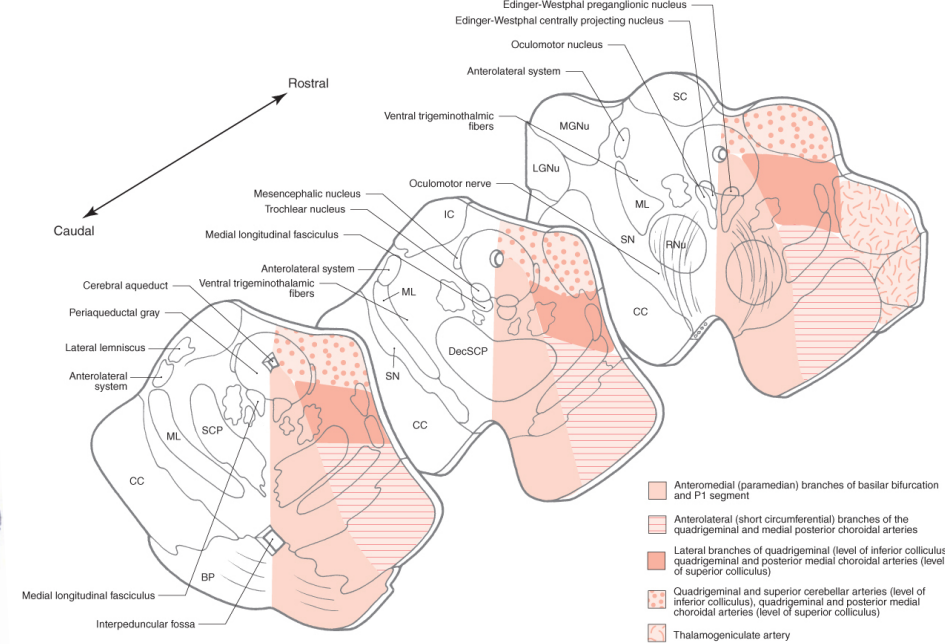 Edinger-Westphal preganglionic nucleus
Edinger-Westphal centrally projecting nucleus
Oculomotor nucleus
Anterolateral system
Ventral trigeminothalmic
fibers
Oculomotor nerve
SC
MGNu
LGNu
ML
SN
RNu
CC
Rostral
Caudal
Mesencephalic nucleus
Trochlear nucleus
Medial longitudinal fasciculus
Anterolateral system
Ventral trigeminothalamic
fibers
IC
ML
DecSCP
SN
CC
Cerebral aqueduct
Periaqueductal gray
Lateral lemniscus
Anterolateral
system
ML
SCP
CC
BP
Medial longitudinal fasciculus
Interpeduncular fossa
Anteromedial (paramedian) branches of basilar bifurcation
and P1 segment
Anterolateral (short circumferential) branches of the
quadrigeminal and medial posterior choroidal arteries
Lateral branches of quadrigeminal (level of inferior colliculus
quadrigeminal and posterior medial choroidal arteries (level
of superior colliculus)
Quadrigeminal and superior cerebellar arteries (level of
inferior colliculus), quadrigeminal and posterior medial
choroidal arteries (level of superior colliculus)
Thalamogeniculate artery